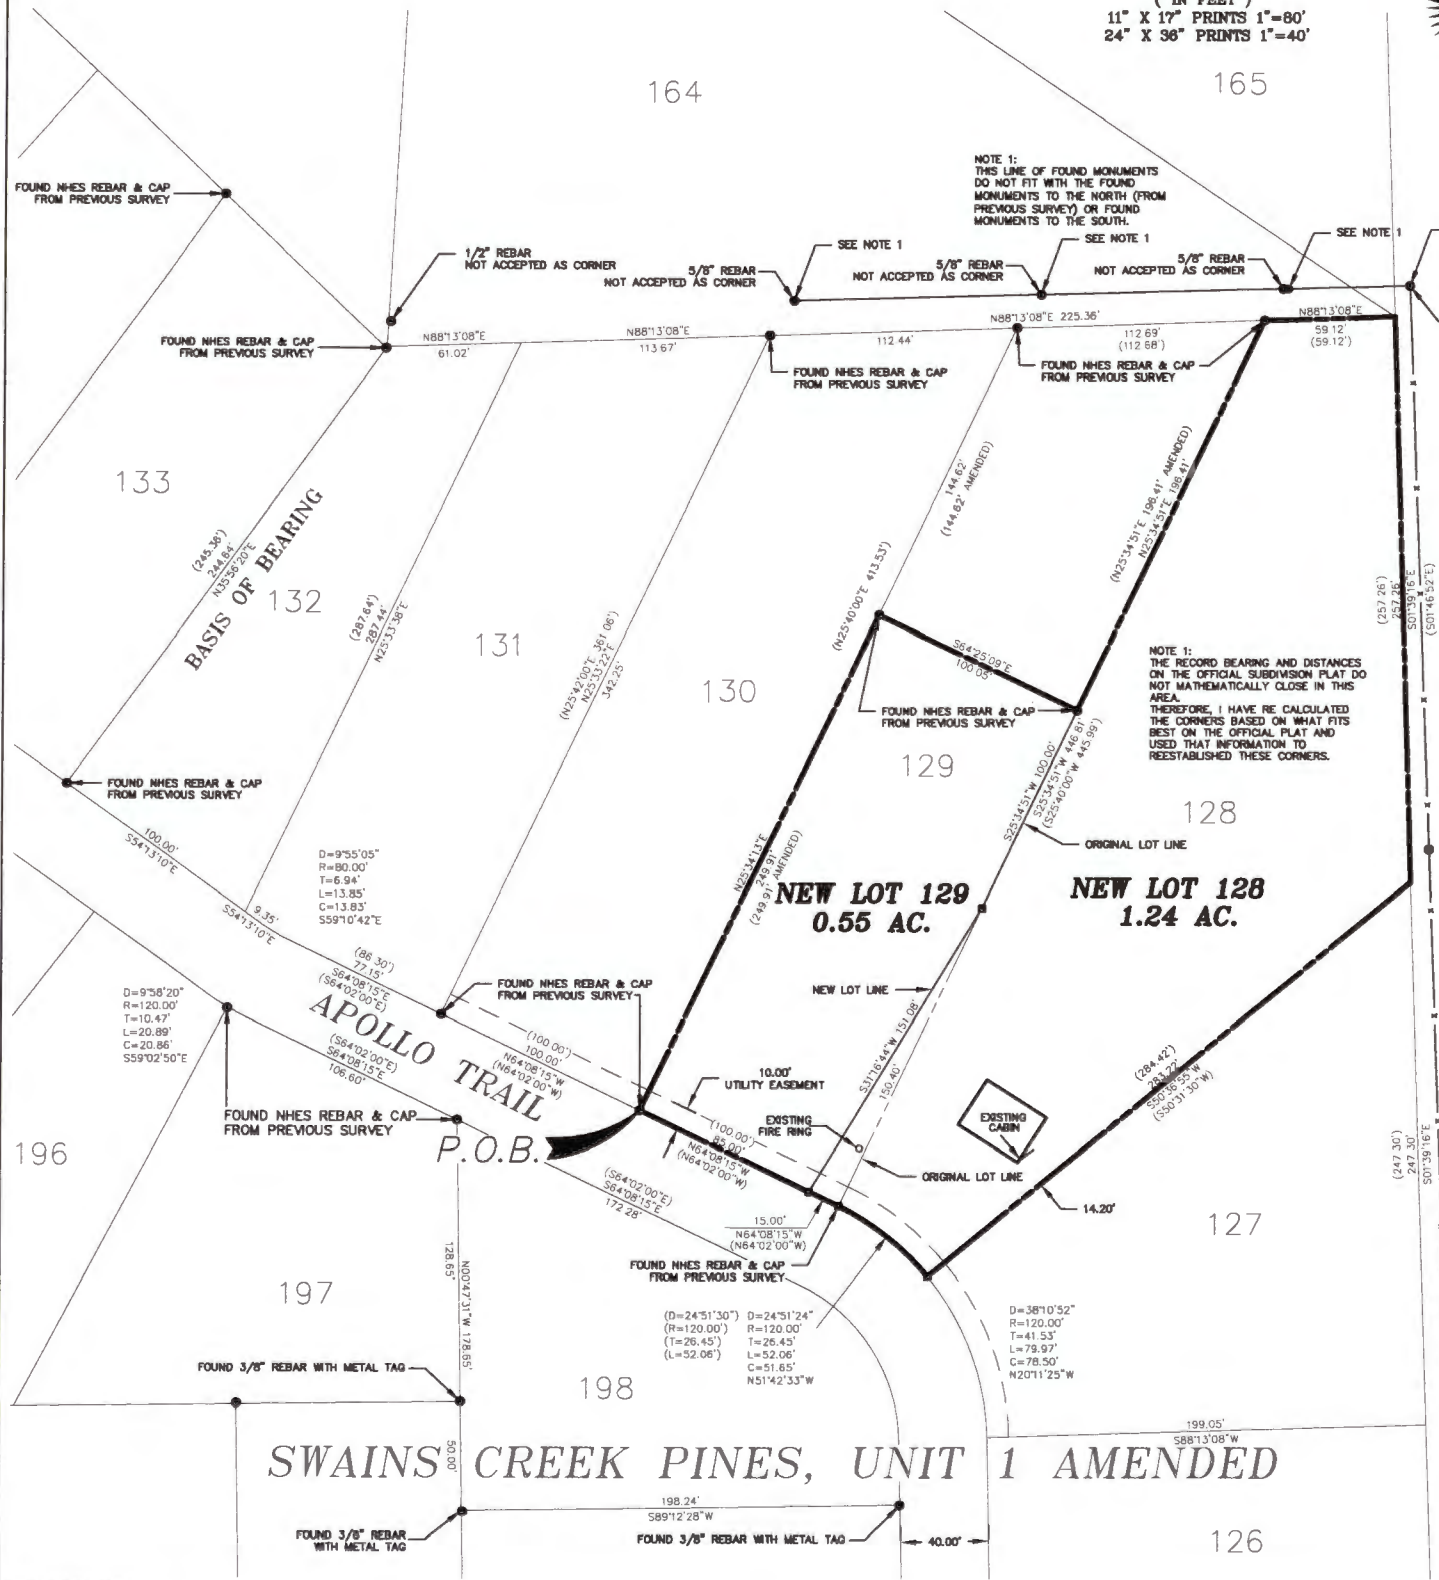 ( IN FEET )
11" X 17" PRINTS 1"=80'
24" X 36" PRINTS 1"=40'
164
165
NOTE 1:
THIS LINE OF FOUND MONUMENTS
DO NOT FIT WITH THE FOUND
MONUMENTS TO THE NORTH (FROM
PREVIOUS SURVEY) OR FOUND
MONUMENTS TO THE SOUTH.
FOUND NHES REBAR & CAP
FROM PREVIOUS SURVEY
1/2" REBAR
NOT ACCEPTED AS CORNER
SEE NOTE 1
5/8" REBAR
NOT ACCEPTED AS CORNER
SEE NOTE 1
5/8" REBAR
NOT ACCEPTED AS CORNER
SEE NOTE 1
5/8" REBAR
NOT ACCEPTED AS CORNER
FOUND NHES REBAR & CAP
FROM PREVIOUS SURVEY
N88°13'08"E
61.02'
N88°13'08"E
113.67'
112.44'
N88°13'08"E 225.36'
112.69'
(112.68')
N88°13'08"E
59.12'
(59.12')
FOUND NHES REBAR & CAP
FROM PREVIOUS SURVEY
FOUND NHES REBAR & CAP
FROM PREVIOUS SURVEY
133
(245.38')
244.84'
N35°56'20"E
BASIS OF BEARING
132
(287.64')
287.44'
N25°33'38"E
131
(N25°42'00"E 361.06')
N25°33'22"E
342.25'
130
(N25°40'00"E 413.53')
144.62'
(144.62' AMENDED)
(N25°34'51"E 196.41' AMENDED)
N25°34'51"E 196.41'
(257.26')
257.26'
S01°39'16"E
(S01°46'52"E)
S64°25'09"E
100.05'
FOUND NHES REBAR & CAP
FROM PREVIOUS SURVEY
NOTE 1:
THE RECORD BEARING AND DISTANCES
ON THE OFFICIAL SUBDIVISION PLAT DO
NOT MATHEMATICALLY CLOSE IN THIS
AREA.
THEREFORE, I HAVE RE CALCULATED
THE CORNERS BASED ON WHAT FITS
BEST ON THE OFFICIAL PLAT AND
USED THAT INFORMATION TO
REESTABLISHED THESE CORNERS.
129
S25°34'51"W 100.00'
S25°34'51"W 446.81'
(S25°40'00"W 445.99')
128
ORIGINAL LOT LINE
FOUND NHES REBAR & CAP
FROM PREVIOUS SURVEY
100.00'
S54°13'10"E
9.35'
S54°13'10"E
D=9°55'05"
R=80.00'
T=6.94'
L=13.85'
C=13.83'
S59°10'42"E
N25°34'13"E
249.91'
(249.91' AMENDED)
NEW LOT 129
0.55 AC.
NEW LOT 128
1.24 AC.
(86.30')
77.15'
S64°08'15"E
(S64°02'00"E)
FOUND NHES REBAR & CAP
FROM PREVIOUS SURVEY
NEW LOT LINE
D=9°58'20"
R=120.00'
T=10.47'
L=20.89'
C=20.86'
S59°02'50"E
APOLLO TRAIL
(S64°02'00"E)
S64°08'15"E
106.60'
(100.00')
100.00'
N64°08'15"W
(N64°02'00"W)
10.00'
UTILITY EASEMENT
S31°16'44"W 151.08'
150.40'
(284.42')
283.22'
S50°36'55"W
(S50°31'30"W)
EXISTING
CABIN
EXISTING
FIRE RING
FOUND NHES REBAR & CAP
FROM PREVIOUS SURVEY
P.O.B.
(100.00')
85.00'
N64°08'15"W
(N64°02'00"W)
ORIGINAL LOT LINE
(247.30')
247.30'
S01°39'16"E
196
(S64°02'00"E)
S64°08'15"E
172.28'
14.20'
127
15.00'
N64°08'15"W
(N64°02'00"W)
FOUND NHES REBAR & CAP
FROM PREVIOUS SURVEY
128.65'
N00°47'31"W 178.65'
197
(D=24°51'30")
(R=120.00')
(T=26.45')
(L=52.06')
D=24°51'24"
R=120.00'
T=26.45'
L=52.06'
C=51.65'
N51°42'33"W
D=38°10'52"
R=120.00'
T=41.53'
L=79.97'
C=78.50'
N20°11'25"W
FOUND 3/8" REBAR WITH METAL TAG
198
199.05'
S88°13'08"W
50.00'
SWAINS CREEK PINES, UNIT 1 AMENDED
198.24'
S89°12'28"W
FOUND 3/8" REBAR
WITH METAL TAG
FOUND 3/8" REBAR WITH METAL TAG
40.00'
126